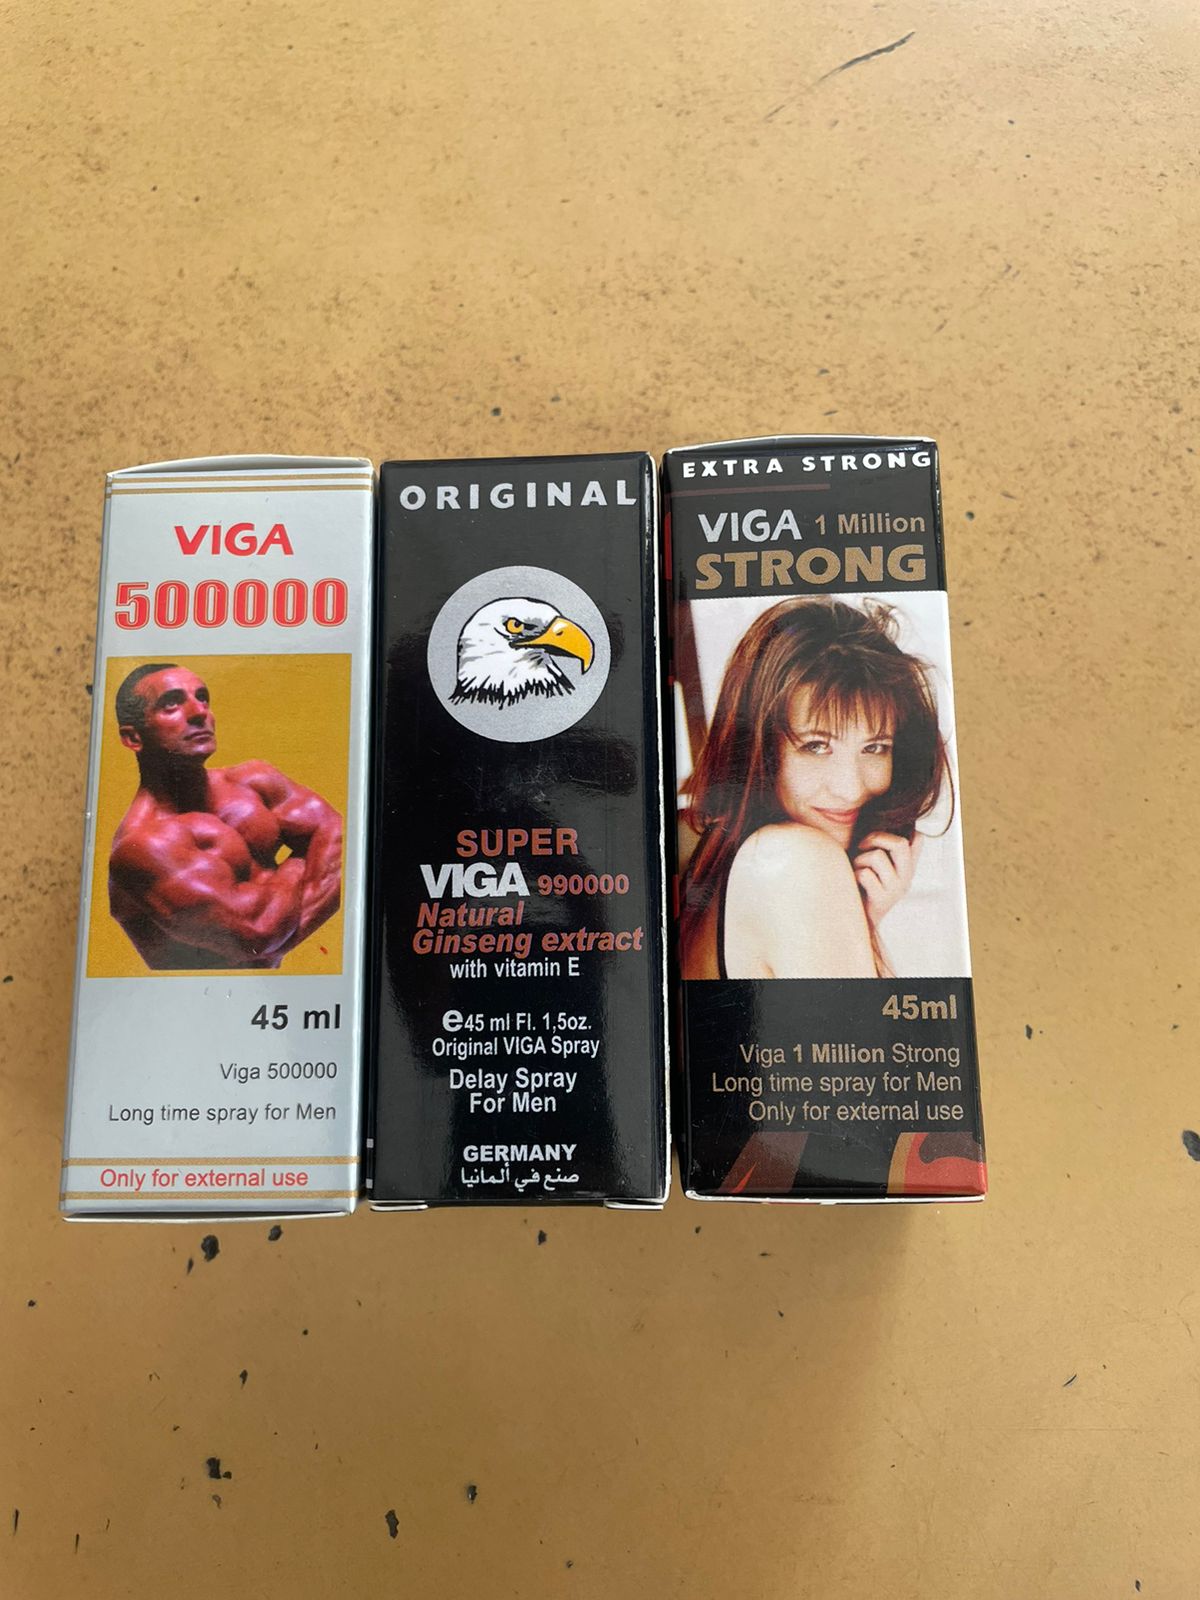 VIGA
500000
45 ml
Viga 500000
Long time spray for Men
Only for external use
ORIGINAL
SUPER
VIGA 990000
Natural
Ginseng extract
with vitamin E
e45 ml Fl. 1,5oz.
Original VIGA Spray
Delay Spray
For Men
GERMANY
صنع في ألمانيا
EXTRA STRONG
VIGA 1 Million
STRONG
45ml
Viga 1 Million Strong
Long time spray for Men
Only for external use